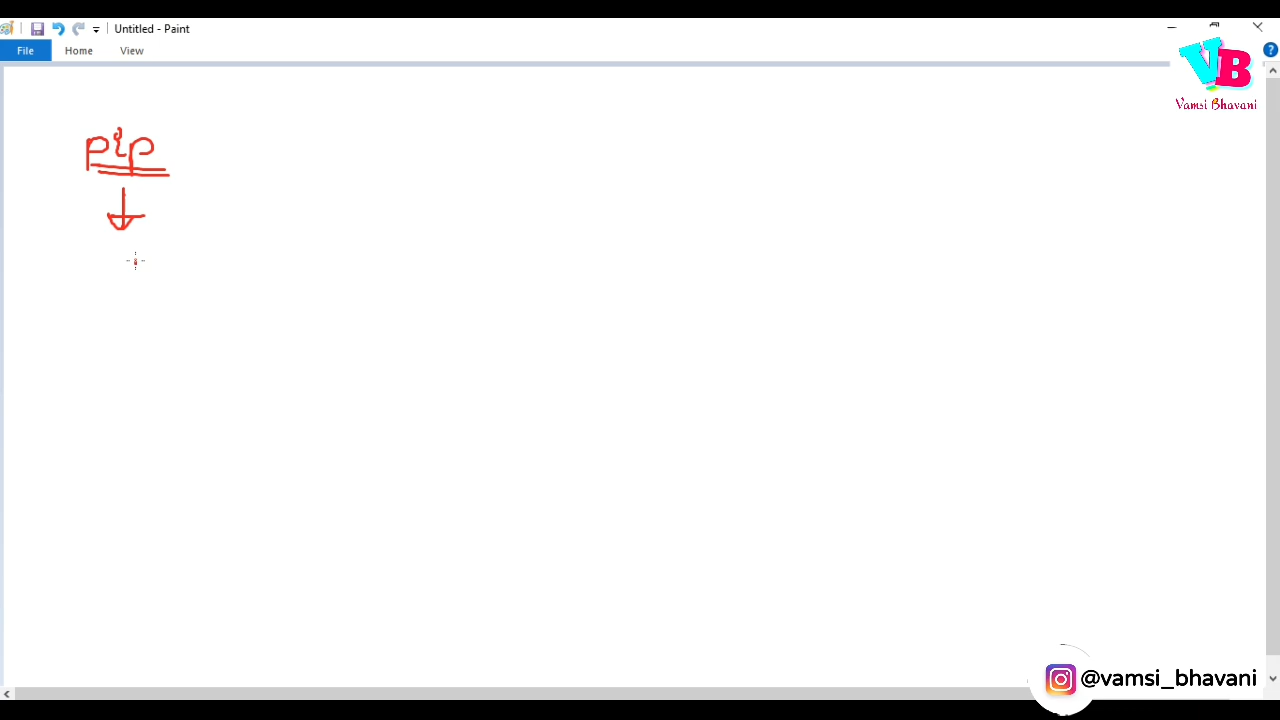 Untitled - Paint
File Home View
VB
Vamsi Bhavani
pip
@vamsi_bhavani